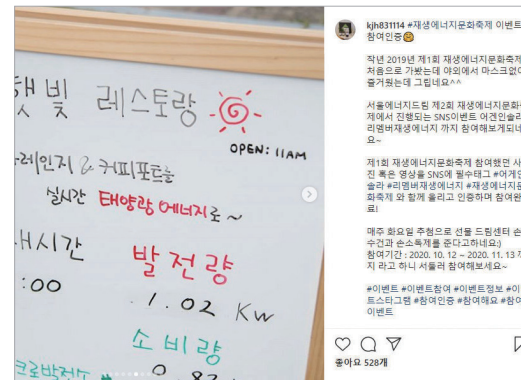 햇빛 레스토랑
OPEN: 11AM
커피포트를
실시간 태양광 에너지로~
발전량
:00
1.02 Kw
소비량
kjh831114 #재생에너지문화축제 이벤트
참여인증
작년 2019년 제1회 재생에너지문화축제
처음으로 가봤는데 야외에서 마스크없이
즐거웠는데 그립네요^^
서울에너지드림 제2회 재생에너지문화
제에서 진행되는 SNS이벤트 어게인솔라
리멤버재생에너지 까지 참여해보게되네
요~
제1회 재생에너지문화축제 참여했던 사
진 혹은 영상을 SNS에 필수태그 #어게인
솔라 #리멤버재생에너지 #재생에너지문
화축제 와 함께 올리고 인증하며 참여완
료!
매주 추첨으로 선물 드림센터 손
수건과 손소독제를 준다고하네요:)
참여기간 : 2020. 10. 12 ~ 2020. 11. 13
지 라고 하니 서둘러 참여해보세요~
#이벤트 #이벤트참여 #이벤트정보
트스타그램 #참여인증 #참여해요
이벤트
좋아요 528개